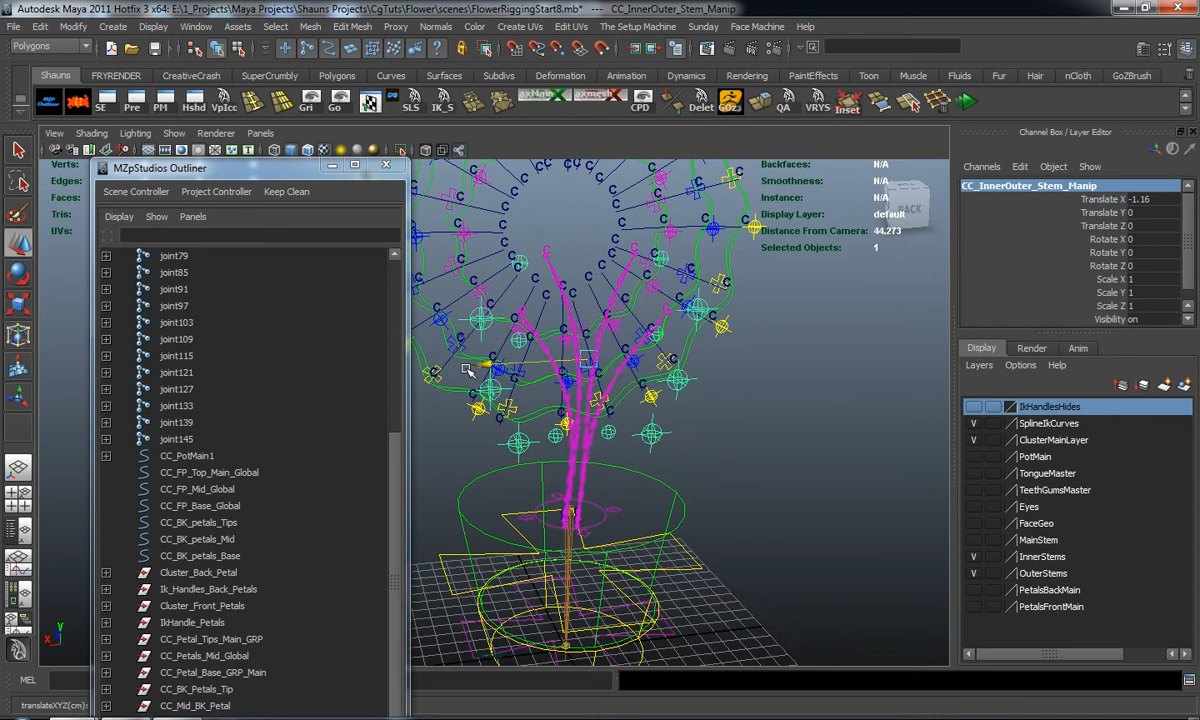 Autodesk Maya 2011 Hotfix 3 x64: E:\1_Projects\Maya Projects\Shauns Projects\CgTuts\Flower\scenes\FlowerRiggingStart8.mb* --- CC_InnerOuter_Stem_Manip
File Edit Modify Create Display Window Assets Select Mesh Edit Mesh Proxy Normals Color Create UVs Edit UVs The Setup Machine Muscle Help
Polygons
Shauns FRYRENDER CreativeCrash SuperCrumbly Polygons Curves Surfaces Subdivs Deformation Animation Dynamics Rendering PaintEffects Toon Muscle Fluids Fur Hair nCloth GoZBrush
SE Pre PM Hshd VpIcc Gri Go SLS IK_S axMain axmesh CPD Delet GOZ QA VRYS Inset
View Shading Lighting Show Renderer Panels
Channel Box / Layer Editor
Verts:
Edges:
Faces:
Tris:
UVs:
MZpStudios Outliner
Scene Controller Project Controller Keep Clean
Display Show Panels
joint79
joint85
joint91
joint97
joint103
joint109
joint115
joint121
joint127
joint133
joint139
joint145
CC_PotMain1
CC_FP_Top_Main_Global
CC_FP_Mid_Global
CC_FP_Base_Global
CC_BK_petals_Tips
CC_BK_petals_Mid
CC_BK_petals_Base
Cluster_Back_Petal
Ik_Handles_Back_Petals
Cluster_Front_Petals
IkHandle_Petals
CC_Petal_Tips_Main_GRP
CC_Petals_Mid_Global
CC_Petal_Base_GRP_Main
CC_BK_Petals_Tip
CC_Mid_BK_Petal
Backfaces: N/A
Smoothness: N/A
Instance: N/A
Display Layer: default
Distance From Camera: 44.273
Selected Objects: 1
BACK
Channels Edit Object Show
CC_InnerOuter_Stem_Manip
Translate X -1.16
Translate Y 0
Translate Z 0
Rotate X 0
Rotate Y 0
Rotate Z 0
Scale X 1
Scale Y 1
Scale Z 1
Visibility on
Display Render Anim
Layers Options Help
IkHandlesHides
V SplineIkCurves
V ClusterMainLayer
PotMain
TongueMaster
TeethGumsMaster
Eyes
FaceGeo
MainStem
V InnerStems
V OuterStems
PetalsBackMain
PetalsFrontMain
y
x
MEL
translateXYZ(cm):